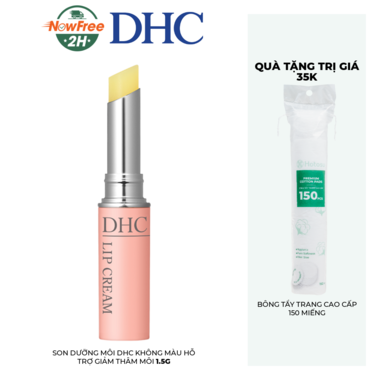 NowFree
2H
DHC
QUÀ TẶNG TRỊ GIÁ
35K
DHC
LIP CREAM
150
BÔNG TẨY TRANG CAO CẤP
150 MIẾNG
SON DƯỠNG MÔI DHC KHÔNG MÀU HỖ
TRỢ GIẢM THÂM MÔI 1.5G